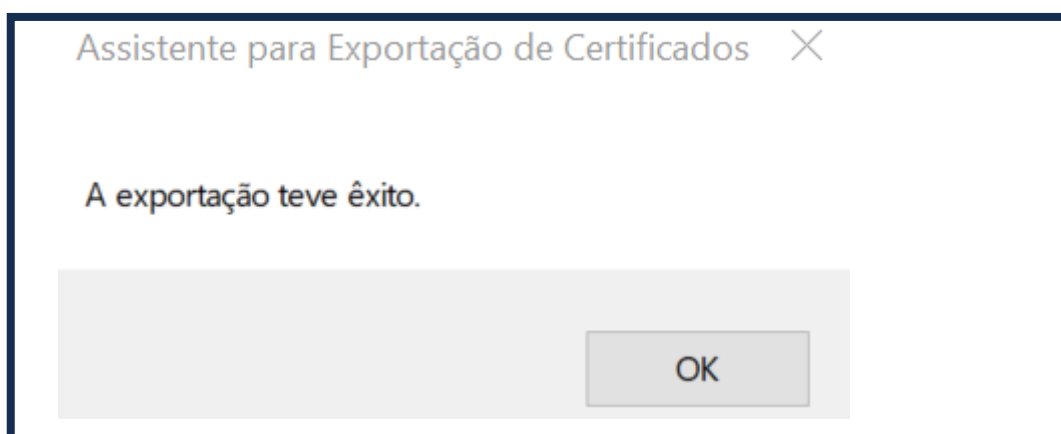 Assistente para Exportação de Certificados
A exportação teve êxito.
OK